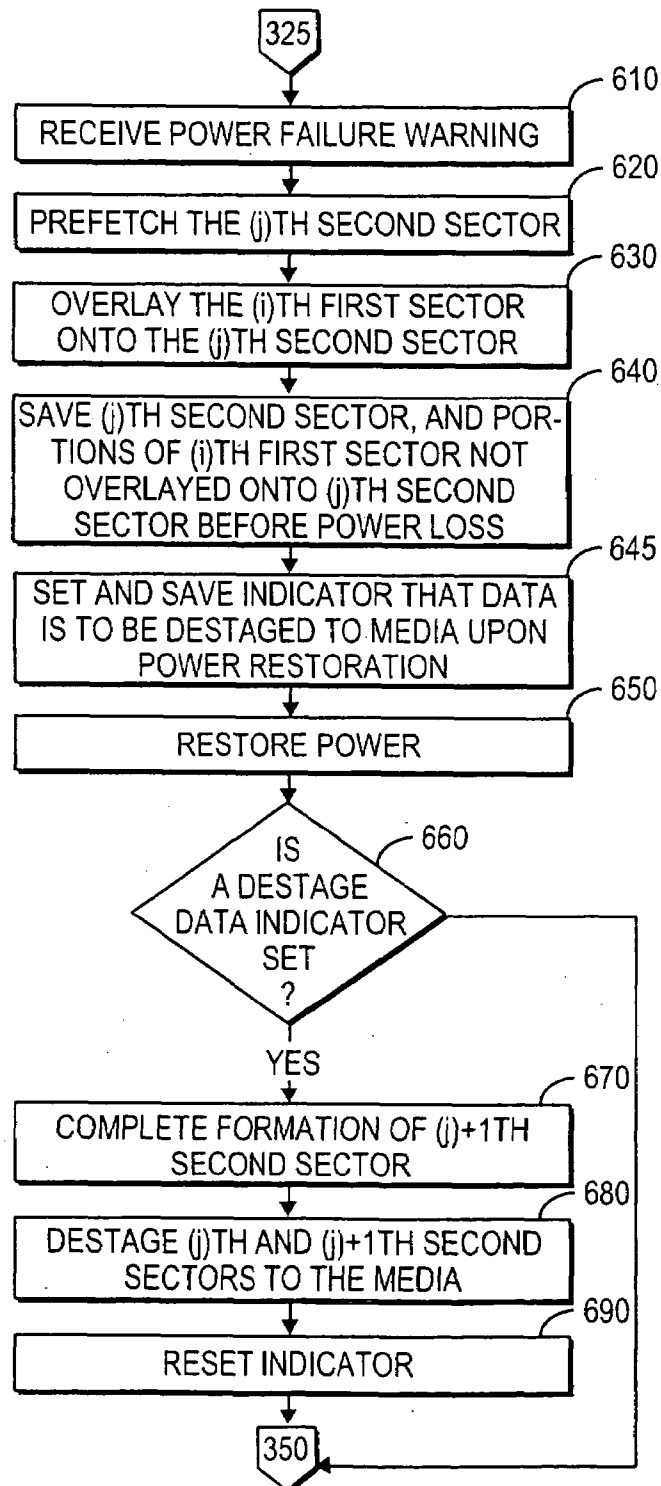 325
610
RECEIVE POWER FAILURE WARNING
620
PREFETCH THE (j)TH SECOND SECTOR
630
OVERLAY THE (i)TH FIRST SECTOR
ONTO THE (j)TH SECOND SECTOR
640
SAVE (j)TH SECOND SECTOR, AND POR-
TIONS OF (i)TH FIRST SECTOR NOT
OVERLAYED ONTO (j)TH SECOND
SECTOR BEFORE POWER LOSS
645
SET AND SAVE INDICATOR THAT DATA
IS TO BE DESTAGED TO MEDIA UPON
POWER RESTORATION
650
RESTORE POWER
660
IS
A DESTAGE
DATA INDICATOR
SET
?
YES
670
COMPLETE FORMATION OF (j)+1TH
SECOND SECTOR
680
DESTAGE (j)TH AND (j)+1TH SECOND
SECTORS TO THE MEDIA
690
RESET INDICATOR
350